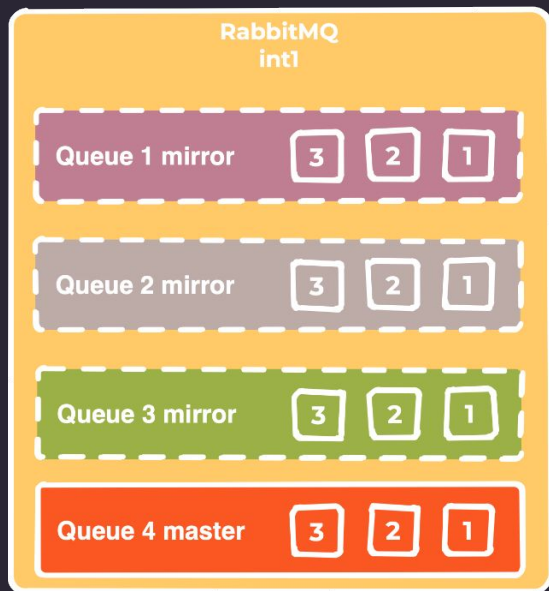 RabbitMQ
int1
Queue 1 mirror 3 2 1
Queue 2 mirror 3 2 1
Queue 3 mirror 3 2 1
Queue 4 master 3 2 1